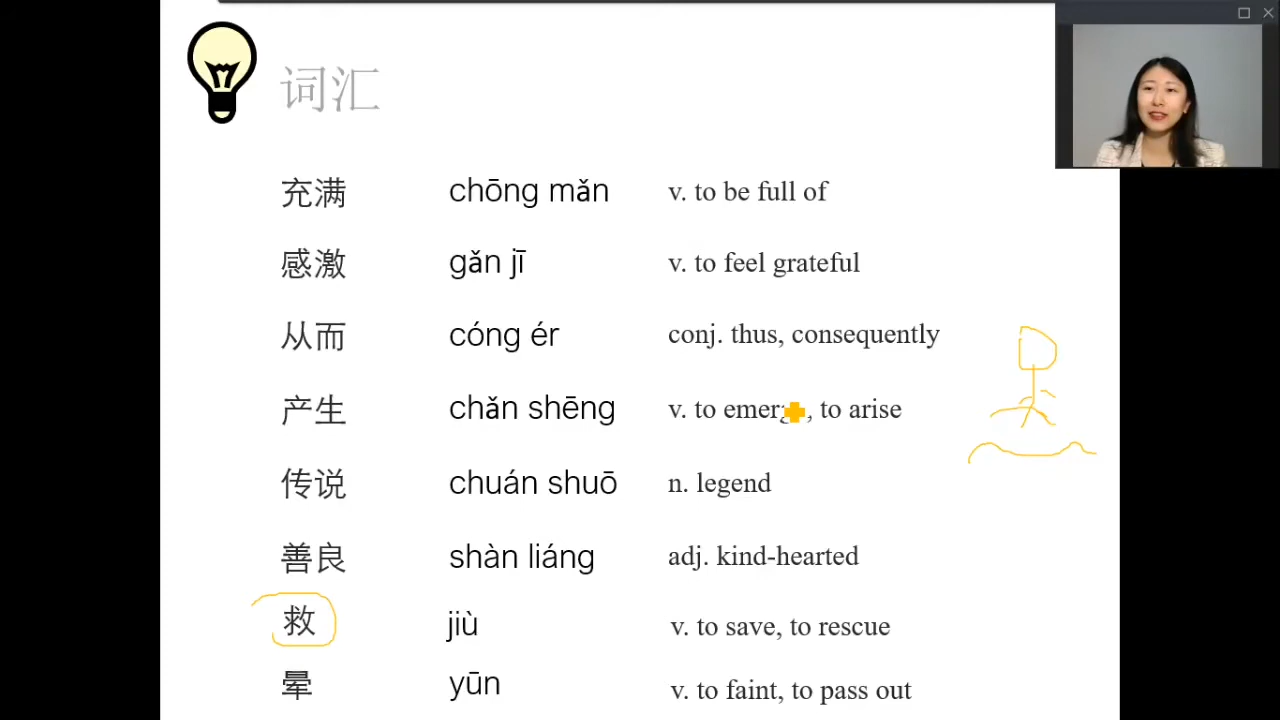 词汇
充满 chōng mǎn v. to be full of
感激 gǎn jī v. to feel grateful
从而 cóng ér conj. thus, consequently
产生 chǎn shēng v. to emerge, to arise
传说 chuán shuō n. legend
善良 shàn liáng adj. kind-hearted
救 jiù v. to save, to rescue
晕 yūn v. to faint, to pass out